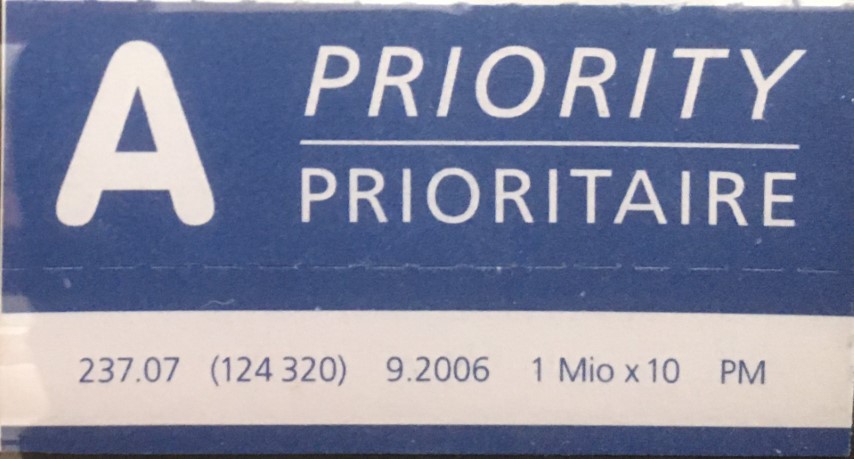 A
PRIORITY
PRIORITAIRE
237.07 (124 320) 9.2006 1 Mio x 10 PM